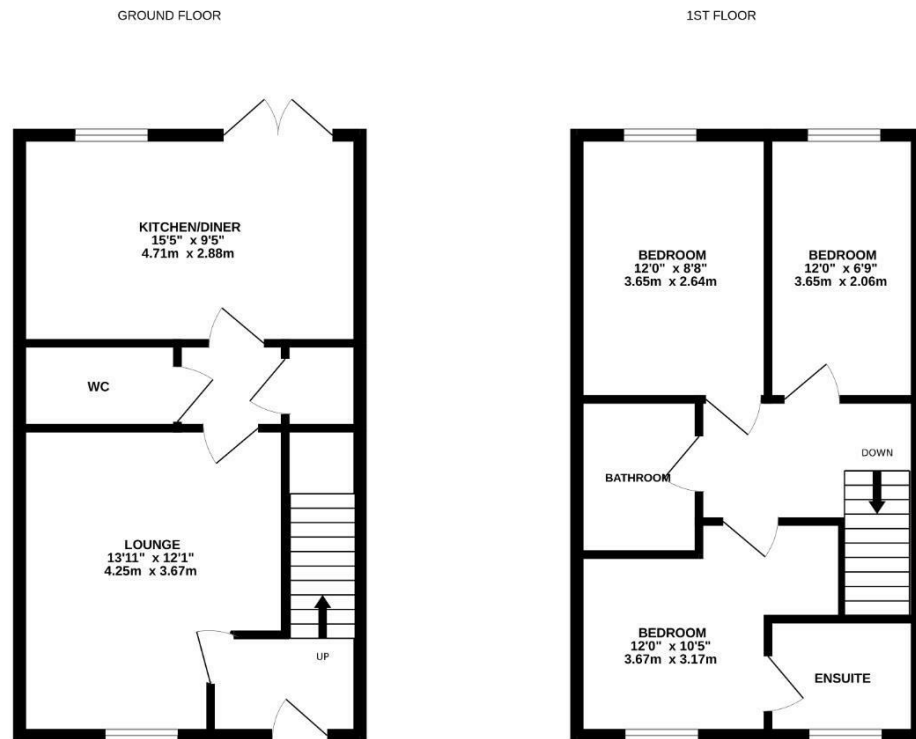 GROUND FLOOR
KITCHEN/DINER
15'5" x 9'5"
4.71m x 2.88m
WC
LOUNGE
13'11" x 12'1"
4.25m x 3.67m
UP
1ST FLOOR
BEDROOM
12'0" x 8'8"
3.65m x 2.64m
BEDROOM
12'0" x 6'9"
3.65m x 2.06m
BATHROOM
DOWN
BEDROOM
12'0" x 10'5"
3.67m x 3.17m
ENSUITE